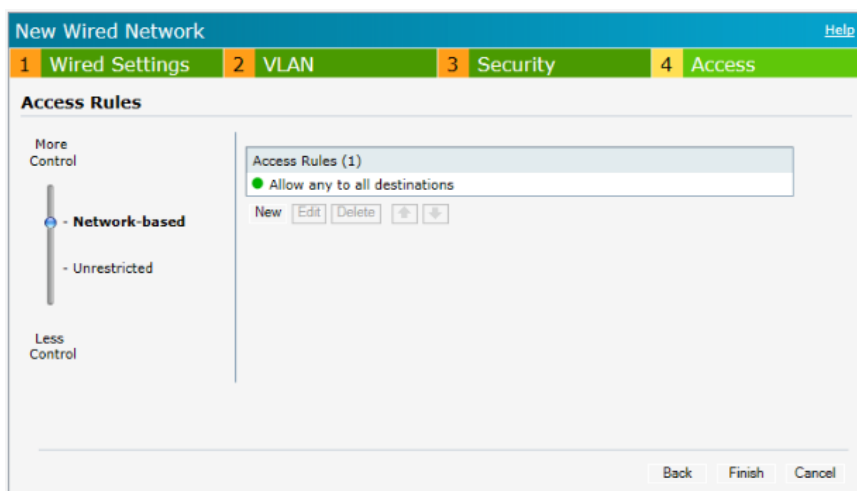 New Wired Network
Help
1 Wired Settings
2 VLAN
3 Security
4 Access
Access Rules
More
Control
- Network-based
- Unrestricted
Less
Control
Access Rules (1)
Allow any to all destinations
New Edit Delete
Back Finish Cancel